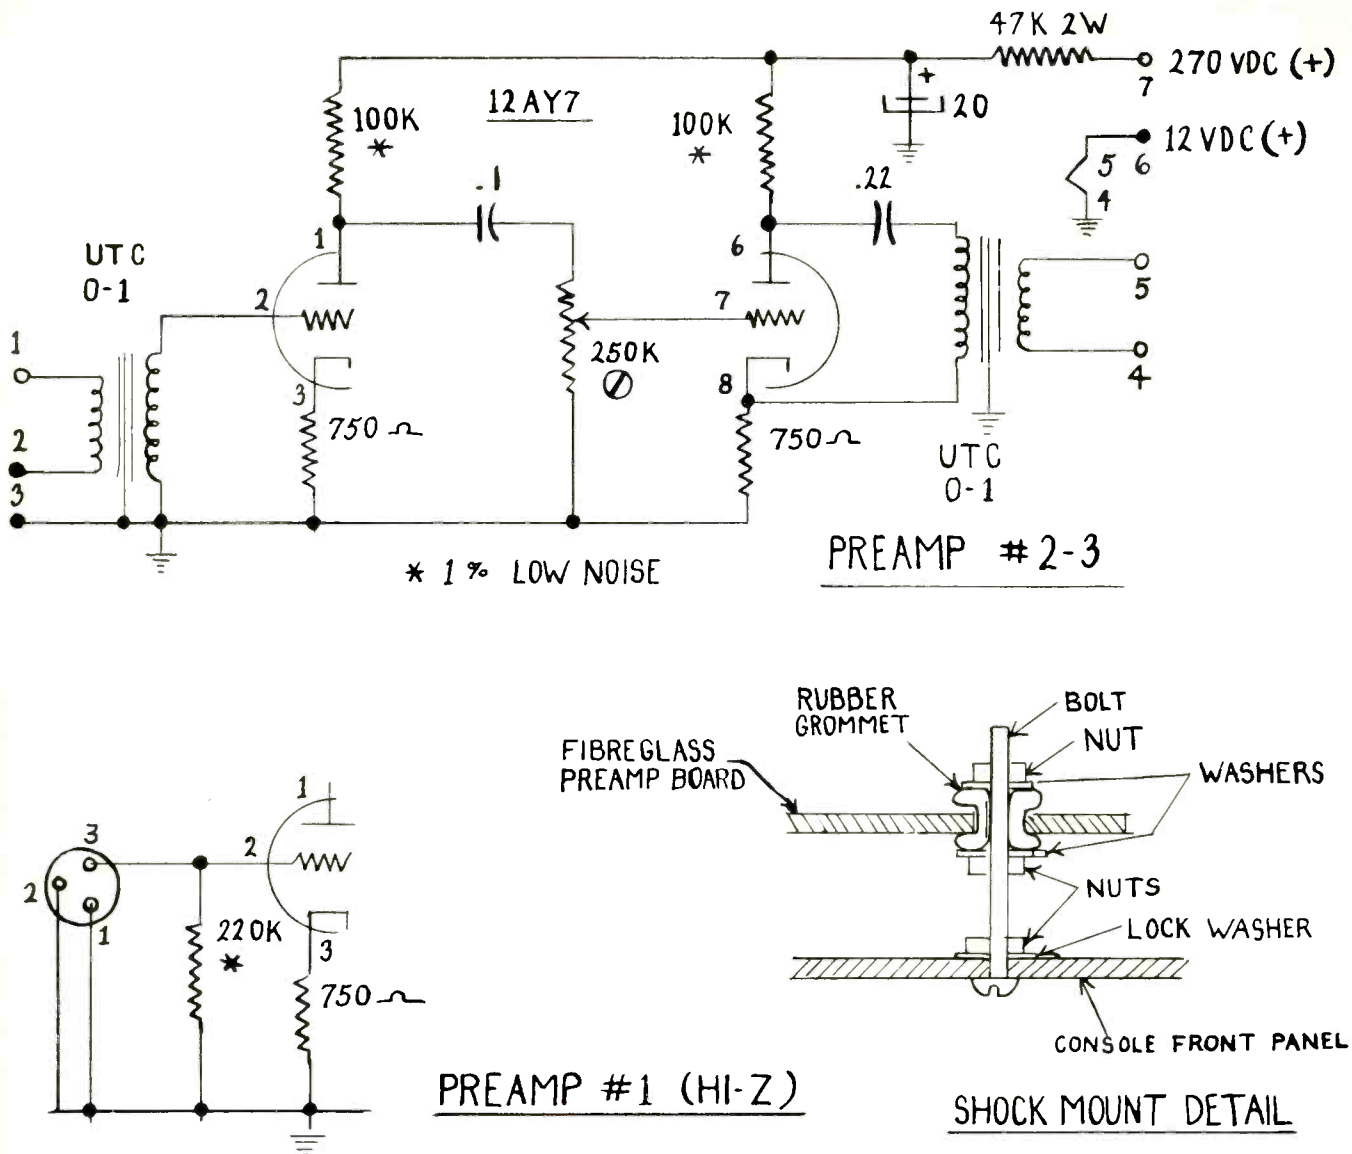 47K 2W
270 VDC (+)
7
12AY7
100K
*
100K
*
+
20
12 VDC (+)
5
6
4
.1
.22
1
6
UTC
0-1
2
7
5
1
250K
4
3
8
2
750 Ω
750 Ω
UTC
0-1
3
* 1% LOW NOISE
PREAMP #2-3
RUBBER
GROMMET
BOLT
NUT
FIBREGLASS
PREAMP BOARD
WASHERS
1
3
2
2
NUTS
1
220K
*
3
LOCK WASHER
750 Ω
CONSOLE FRONT PANEL
PREAMP #1 (HI-Z)
SHOCK MOUNT DETAIL